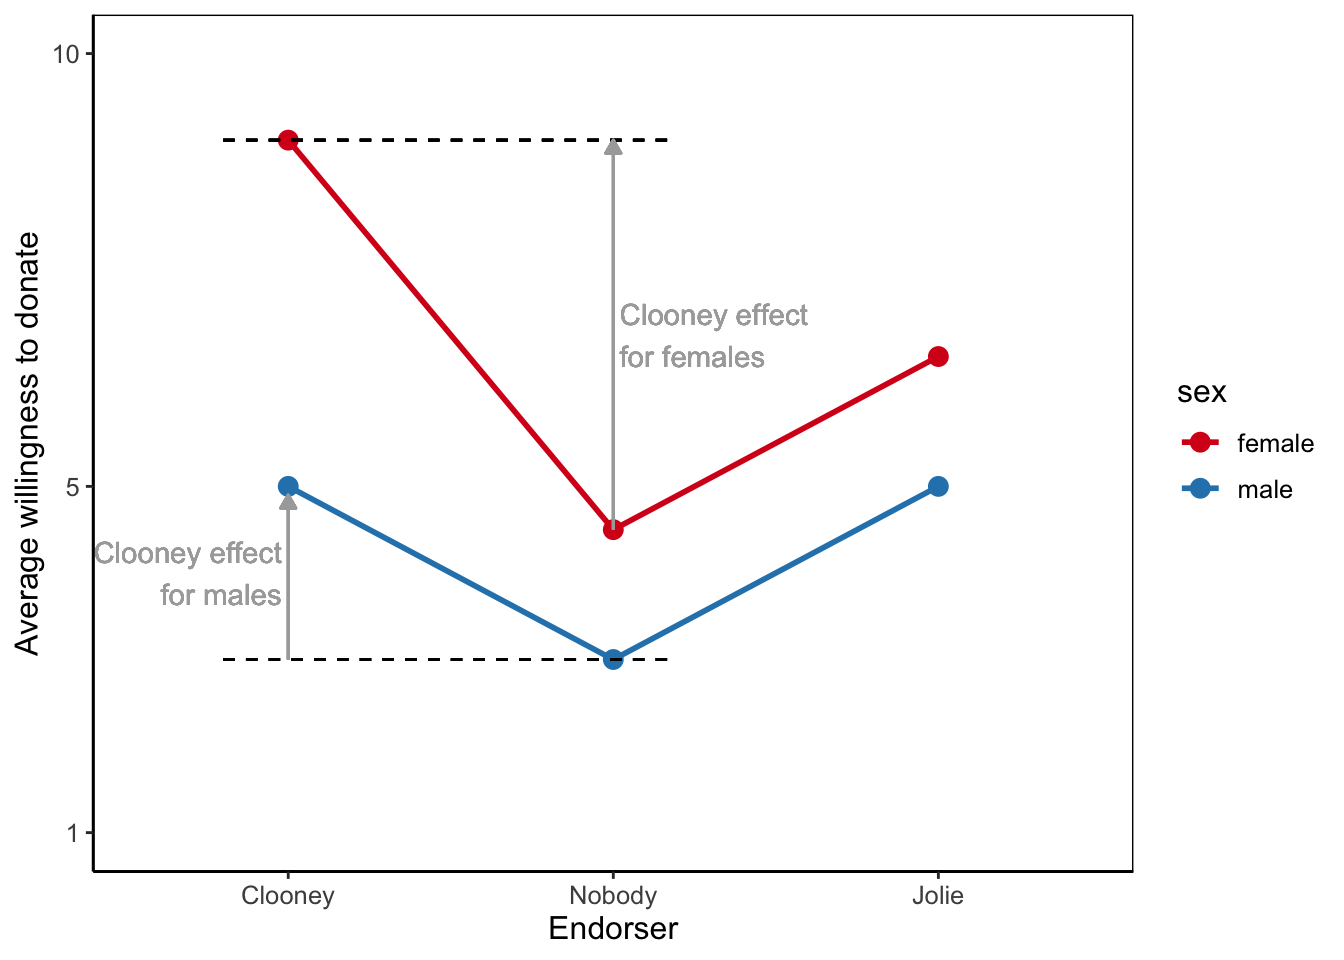 10
5
1
Average willingness to donate
Clooney effect
for females
Clooney effect
for males
Clooney
Nobody
Jolie
Endorser
sex
female
male